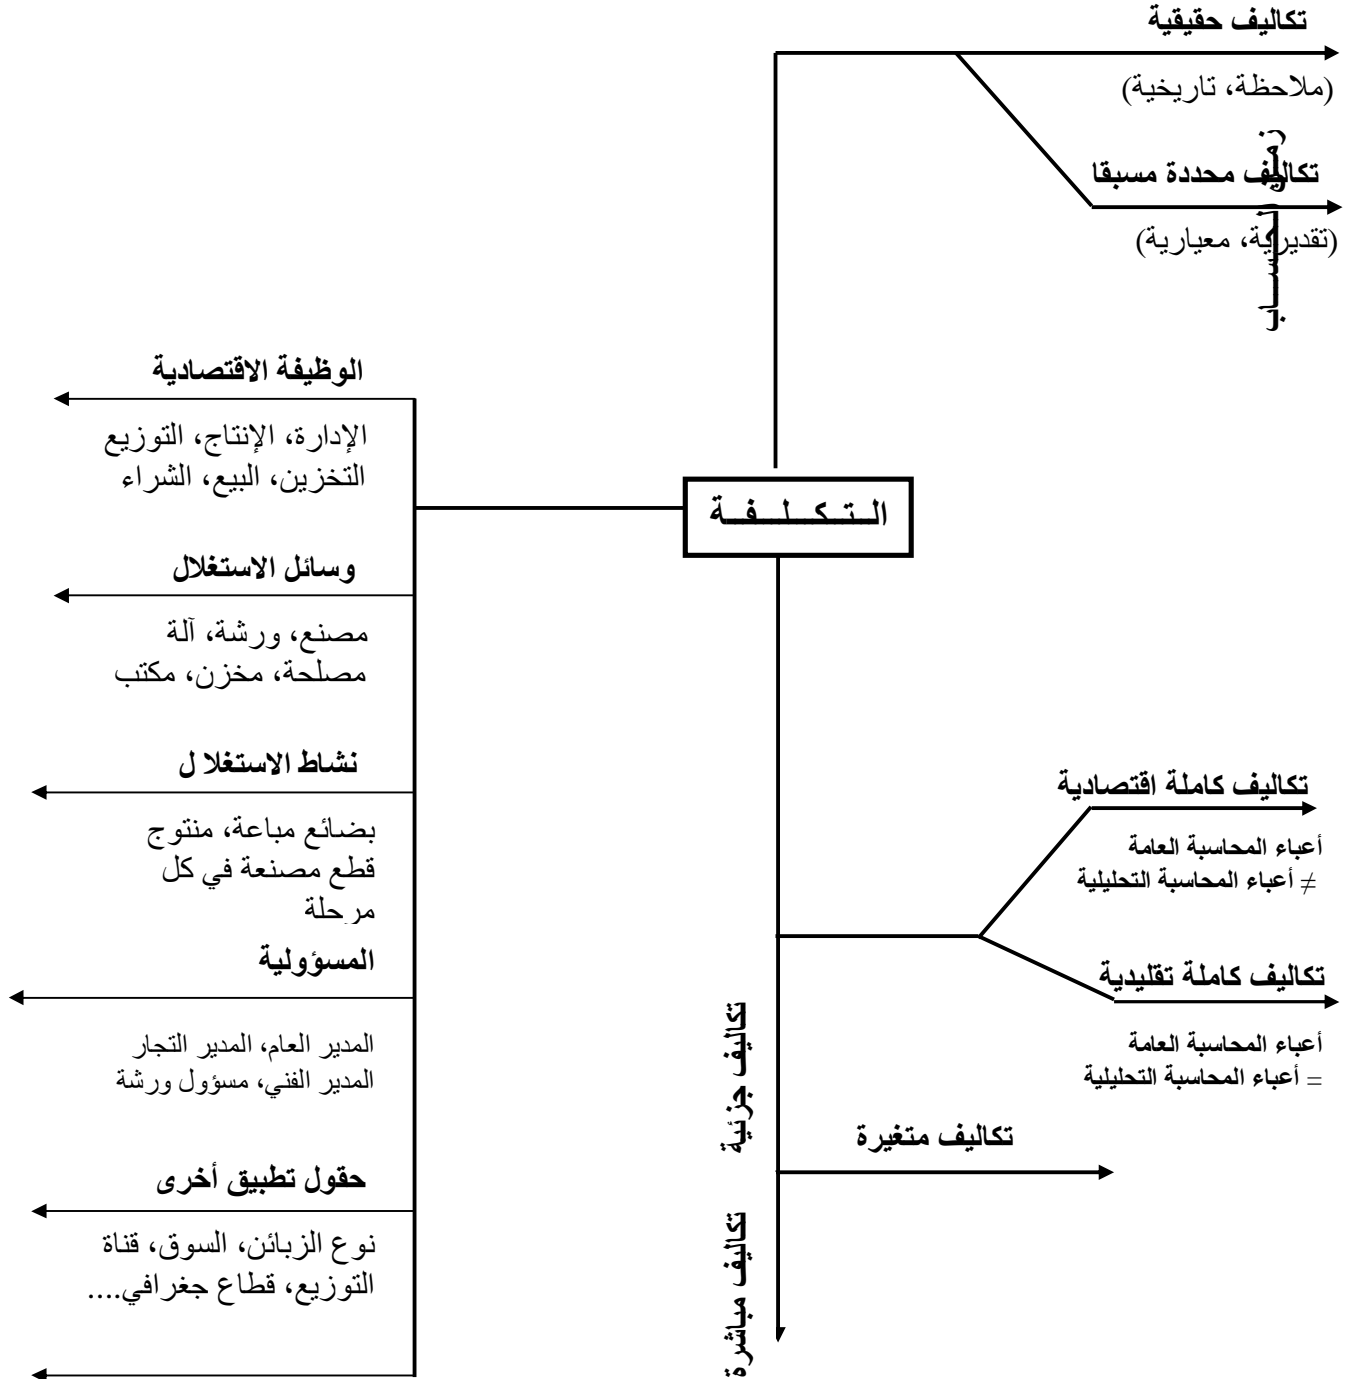 تكاليف حقيقية
(ملاحظة، تاريخية)
زمن الحساب
تكاليف محددة مسبقا
(تقديرية، معيارية)
الوظيفة الاقتصادية
الإدارة، الإنتاج، التوزيع
التخزين، البيع، الشراء
الـتـكـلـفـة
وسائل الاستغلال
مصنع، ورشة، آلة
مصلحة، مخزن، مكتب
نشاط الاستغلا ل
بضائع مباعة، منتوج
قطع مصنعة في كل
مرحلة
تكاليف كاملة اقتصادية
أعباء المحاسبة العامة
≠ أعباء المحاسبة التحليلية
المسؤولية
المدير العام، المدير التجار
المدير الفني، مسؤول ورشة
تكاليف كاملة تقليدية
أعباء المحاسبة العامة
= أعباء المحاسبة التحليلية
تكاليف جزئية
تكاليف متغيرة
حقول تطبيق أخرى
نوع الزبائن، السوق، قناة
التوزيع، قطاع جغرافي....
تكاليف مباشرة